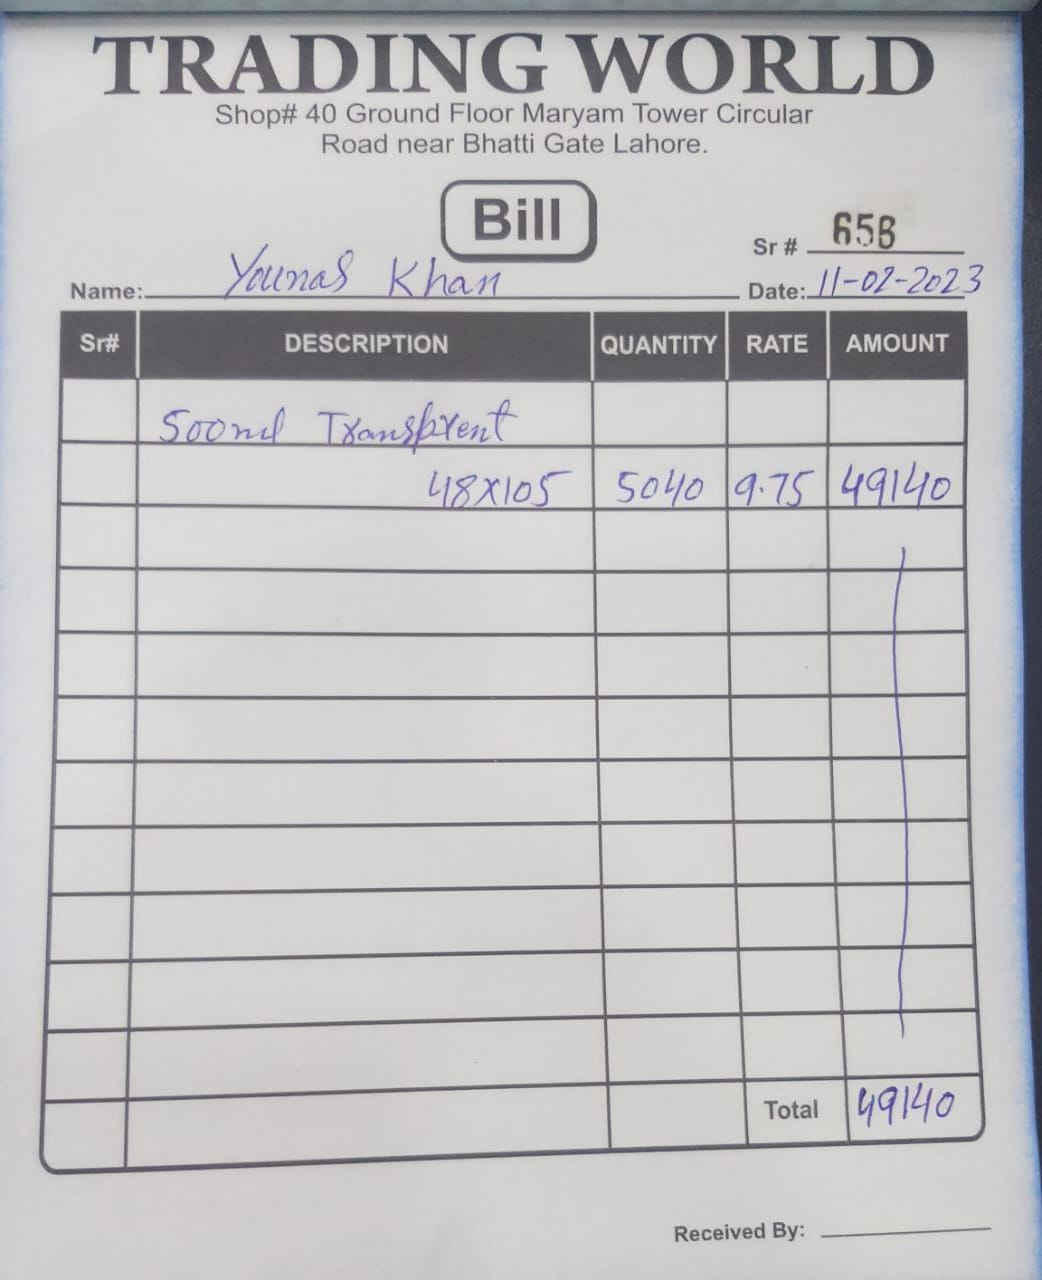 TRADING WORLD
Shop# 40 Ground Floor Maryam Tower Circular
Road near Bhatti Gate Lahore.
Bill
Sr # 656
Name: Younas Khan Date: 11-02-2023
Sr# DESCRIPTION QUANTITY RATE AMOUNT
500ml Transprent
48x105 5040 9.75 49140
Total 49140
Received By: